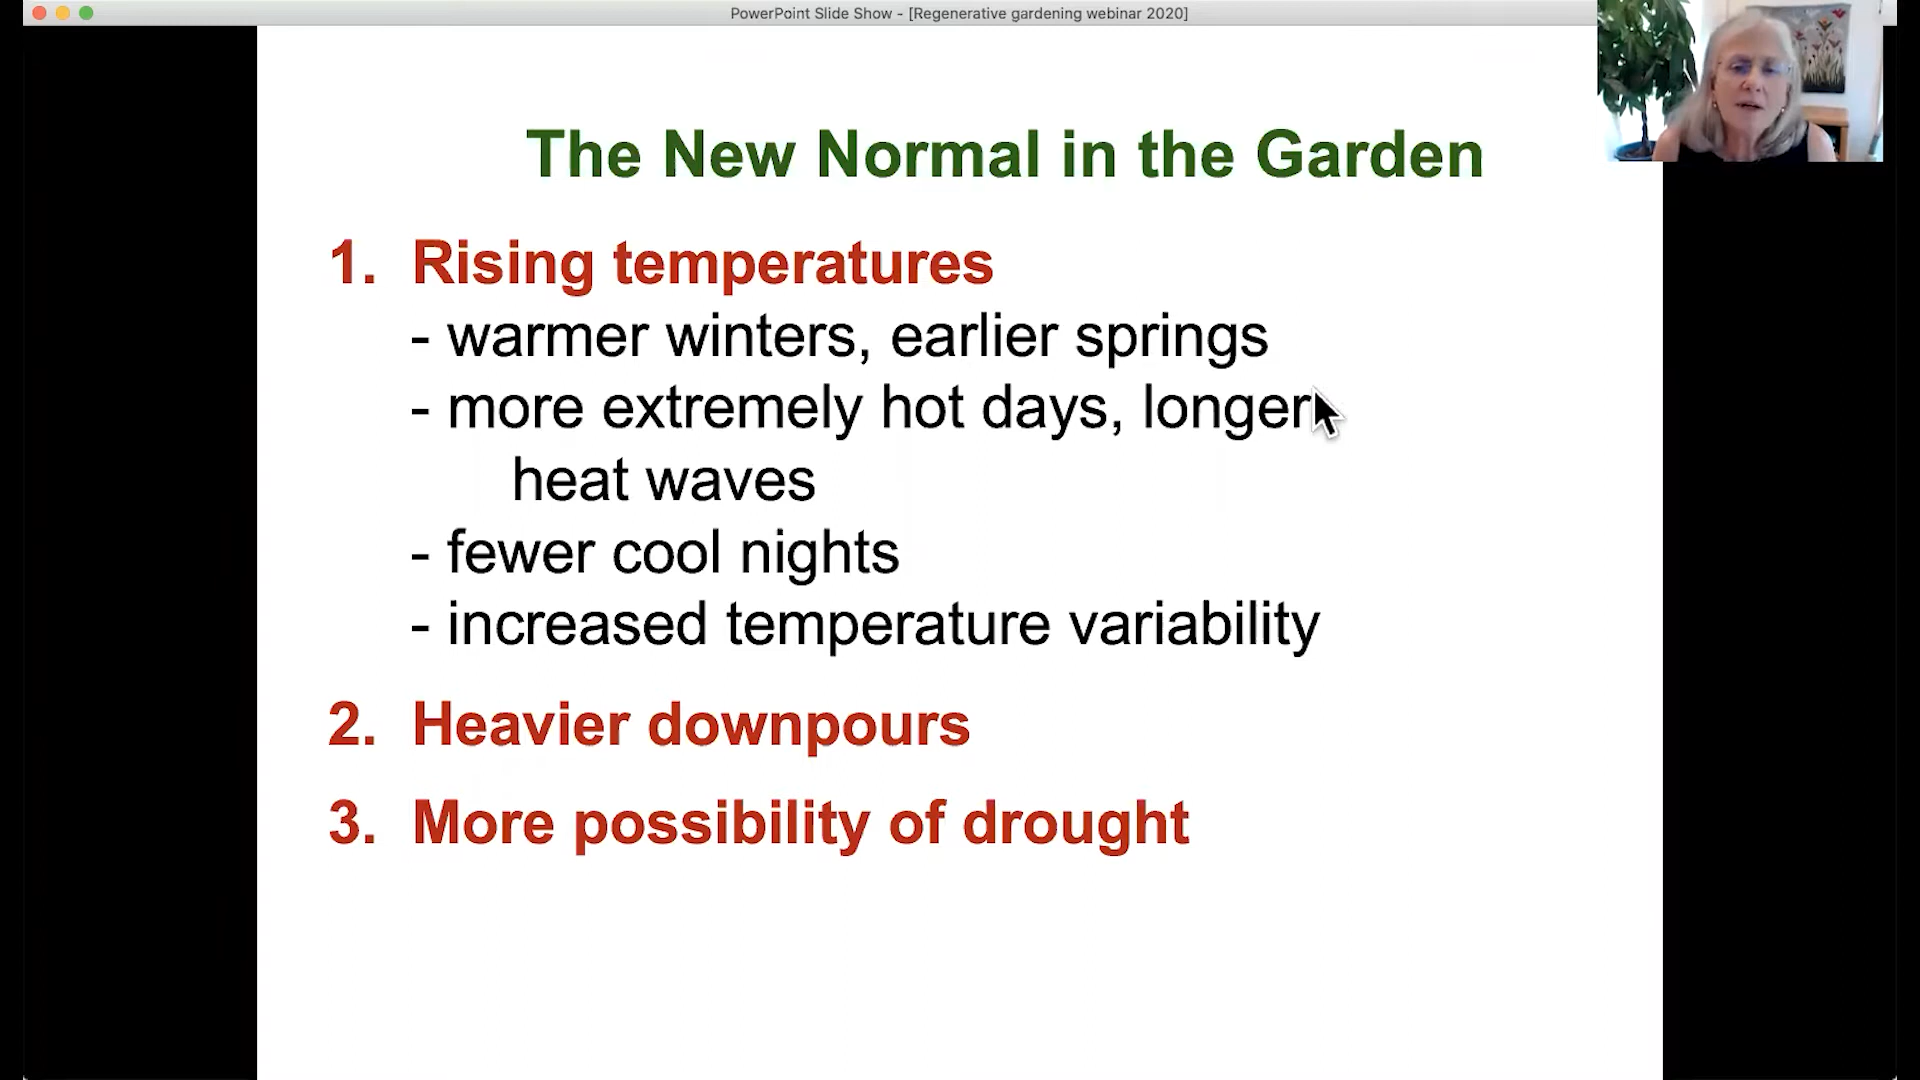 PowerPoint Slide Show - [Regenerative gardening webinar 2020]
The New Normal in the Garden
1. Rising temperatures
- warmer winters, earlier springs
- more extremely hot days, longer
heat waves
- fewer cool nights
- increased temperature variability
2. Heavier downpours
3. More possibility of drought